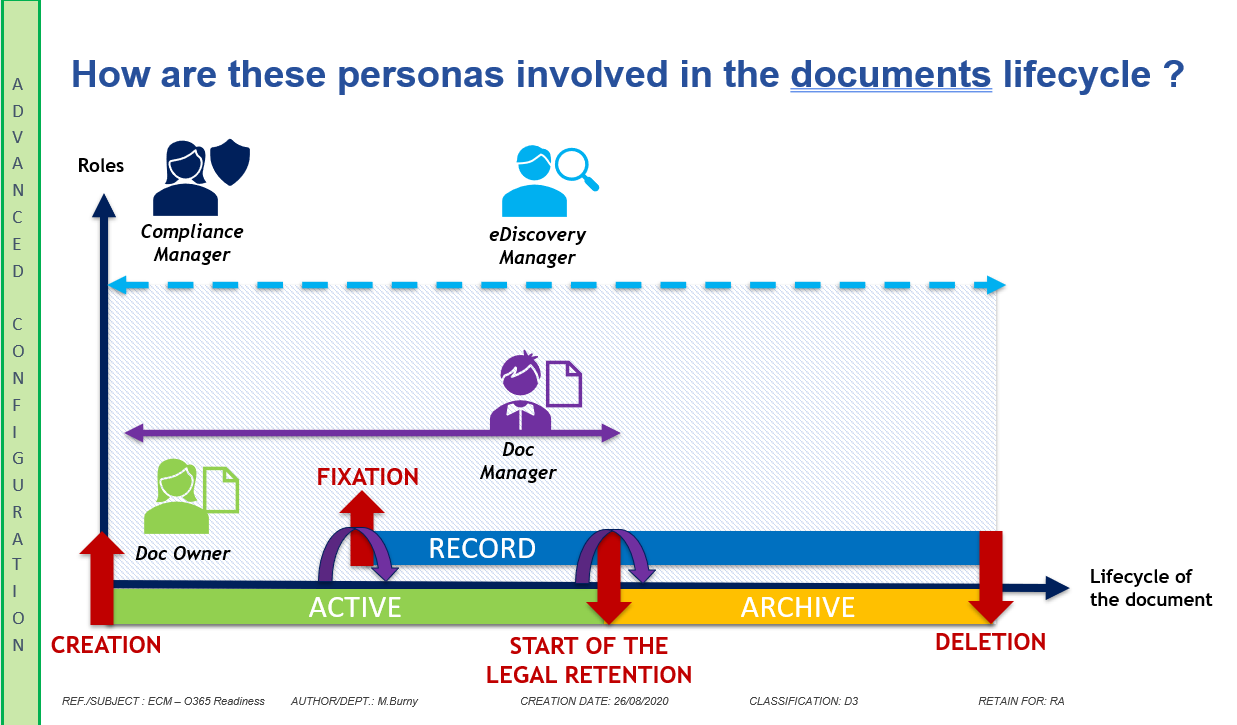 ADVANCED CONFIGURATION
How are these personas involved in the documents lifecycle ?
Roles
Compliance
Manager
eDiscovery
Manager
Doc
Manager
FIXATION
Doc Owner
RECORD
ACTIVE
ARCHIVE
Lifecycle of
the document
CREATION
START OF THE
LEGAL RETENTION
DELETION
REF./SUBJECT : ECM – O365 Readiness AUTHOR/DEPT.: M.Burny CREATION DATE: 26/08/2020 CLASSIFICATION: D3 RETAIN FOR: RA